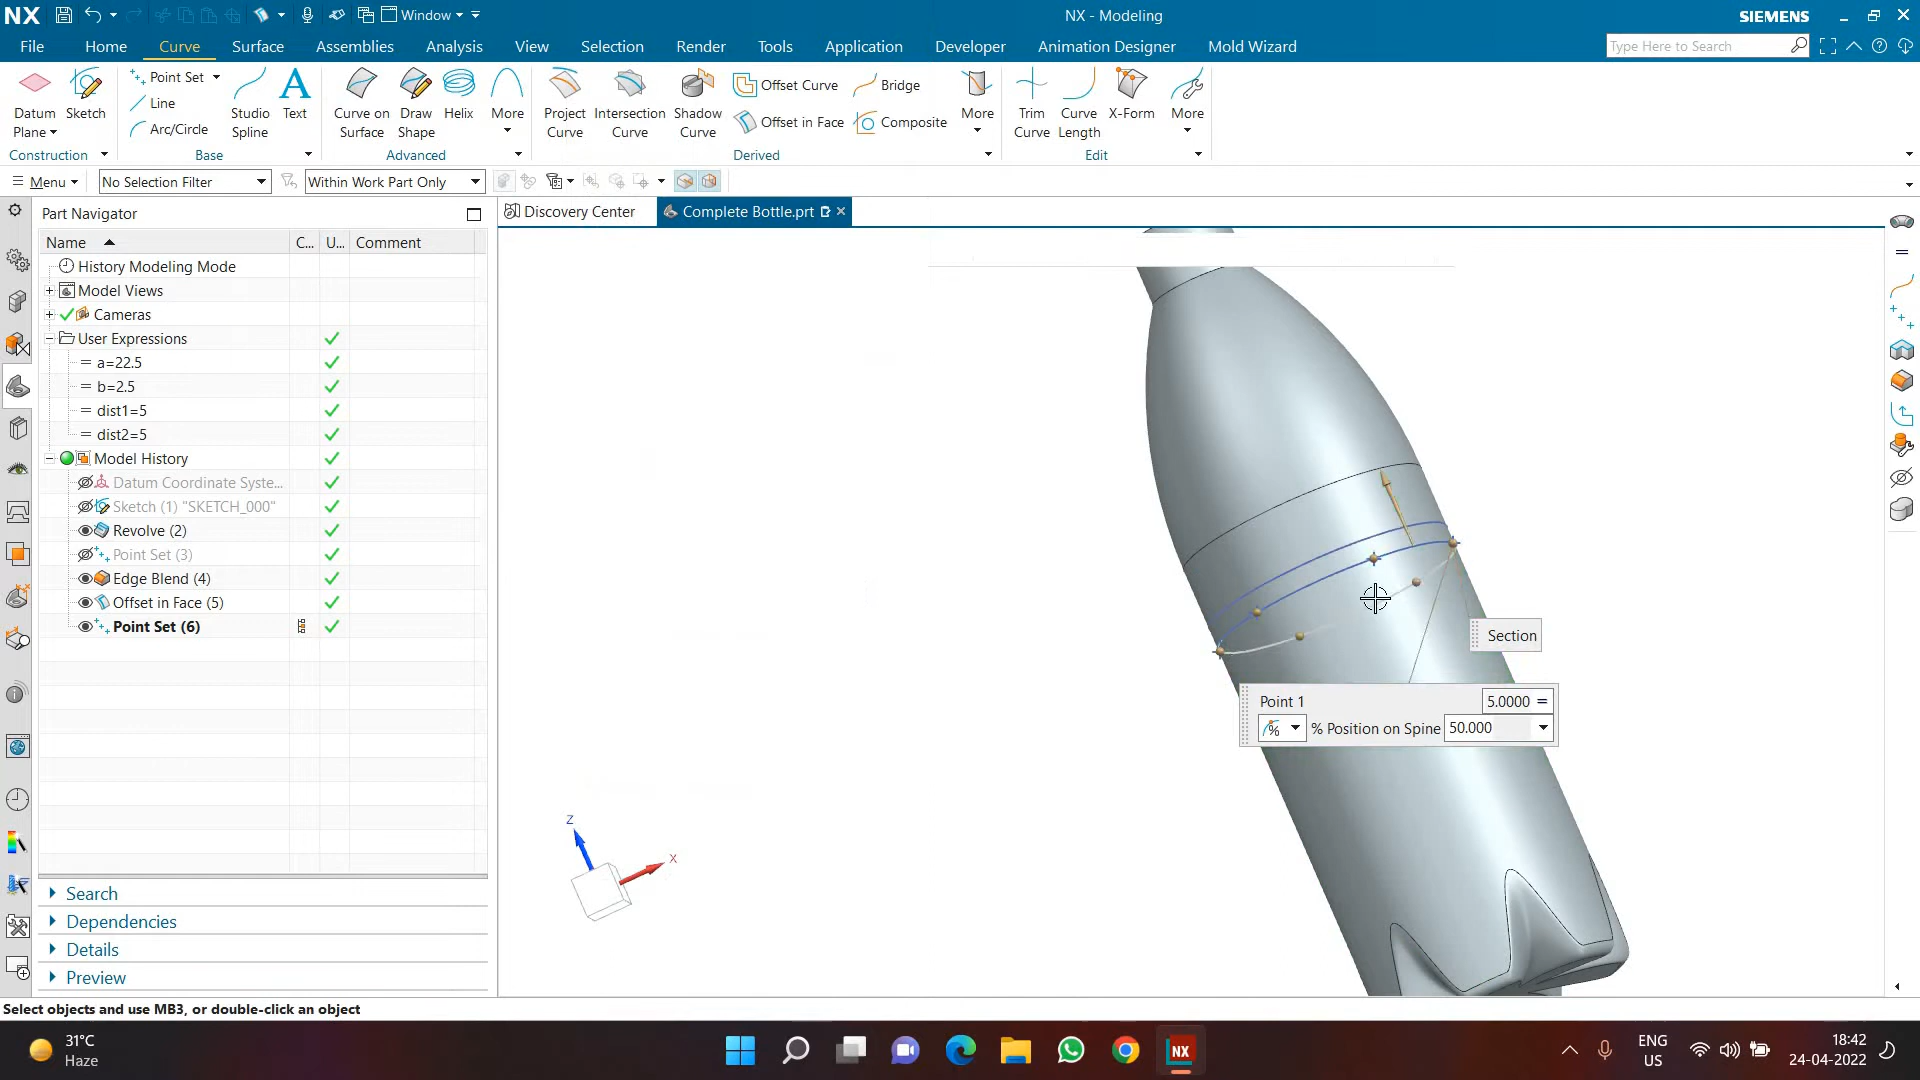 NX
Window
NX - Modeling
SIEMENS
File
Home
Curve
Surface
Assemblies
Analysis
View
Selection
Render
Tools
Application
Developer
Animation Designer
Mold Wizard
Type Here to Search
Datum Plane
Sketch
Point Set
Line
Arc/Circle
Studio Spline
Text
Curve on Surface
Draw Shape
Helix
More
Project Curve
Intersection Curve
Shadow Curve
Offset Curve
Offset in Face
Bridge
Composite
More
Trim Curve
Curve Length
X-Form
More
Construction
Base
Advanced
Derived
Edit
Menu
No Selection Filter
Within Work Part Only
Part Navigator
Discovery Center
Complete Bottle.prt
Name
C...
U...
Comment
History Modeling Mode
Model Views
Cameras
User Expressions
a=22.5
b=2.5
dist1=5
dist2=5
Model History
Datum Coordinate Syste...
Sketch (1) "SKETCH_000"
Revolve (2)
Point Set (3)
Edge Blend (4)
Offset in Face (5)
Point Set (6)
Section
Point 1
5.0000 =
% Position on Spine
50.000
Z
X
Search
Dependencies
Details
Preview
Select objects and use MB3, or double-click an object
31°C
Haze
NX
ENG
US
18:42
24-04-2022